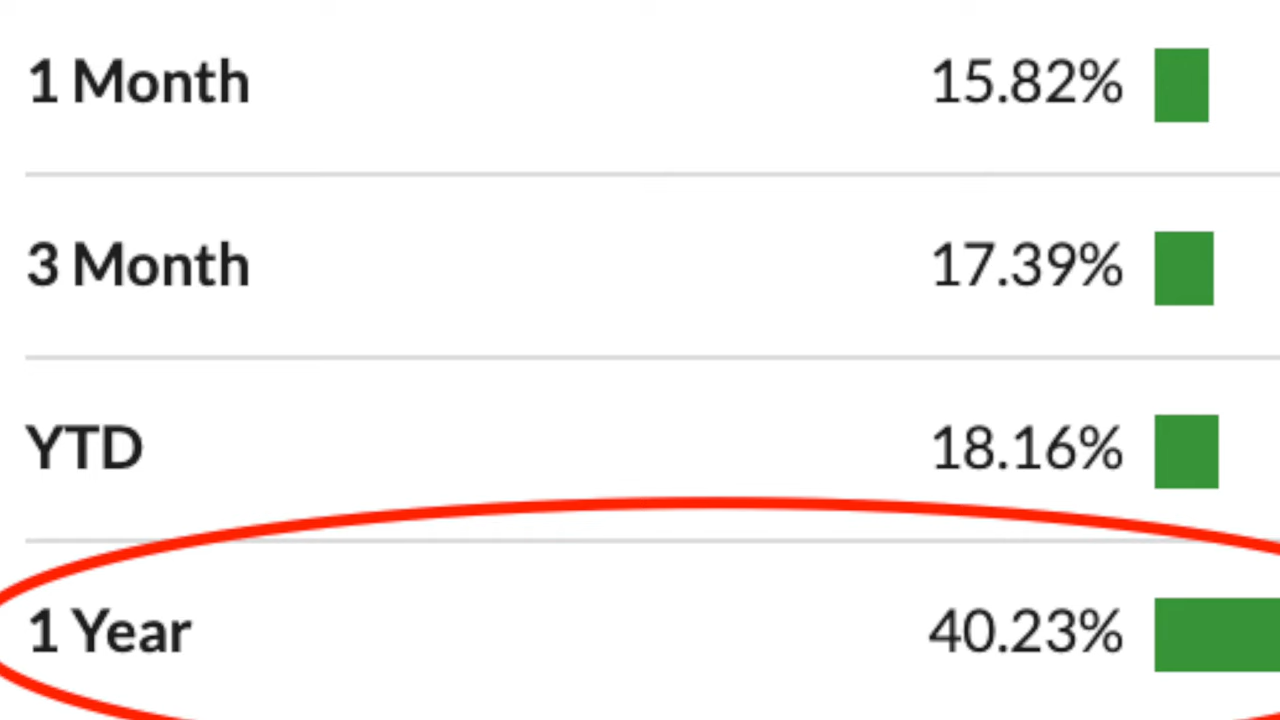 1 Month 15.82%
3 Month 17.39%
YTD 18.16%
1 Year 40.23%